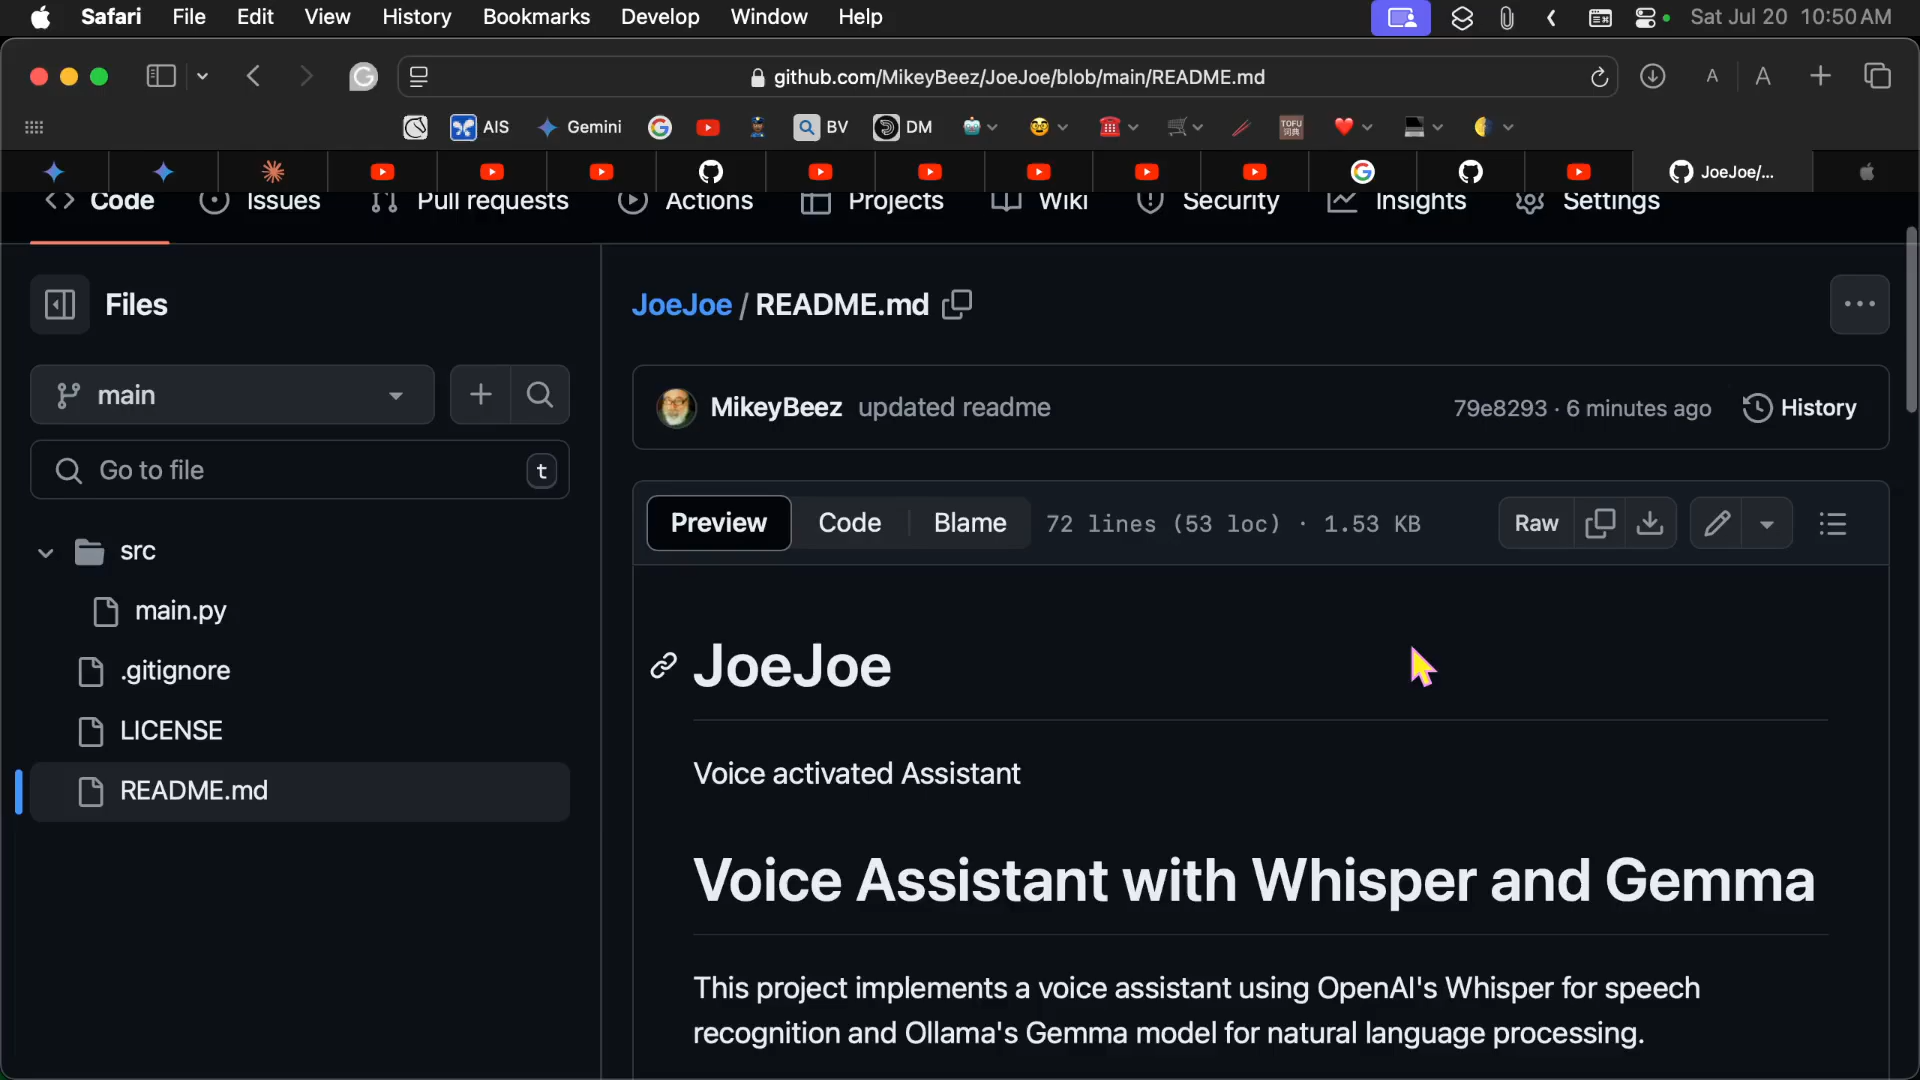 Safari File Edit View History Bookmarks Develop Window Help Sat Jul 20 10:50 AM
github.com/MikeyBeez/JoeJoe/blob/main/README.md A A
AIS Gemini BV DM TOFU 词典
JoeJoe/...
Code Issues Pull requests Actions Projects Wiki Security Insights Settings
Files
main
Go to file t
src
main.py
.gitignore
LICENSE
README.md
JoeJoe / README.md
MikeyBeez updated readme 79e8293 · 6 minutes ago History
Preview Code Blame 72 lines (53 loc) · 1.53 KB Raw
JoeJoe
Voice activated Assistant
Voice Assistant with Whisper and Gemma
This project implements a voice assistant using OpenAI's Whisper for speech
recognition and Ollama's Gemma model for natural language processing.